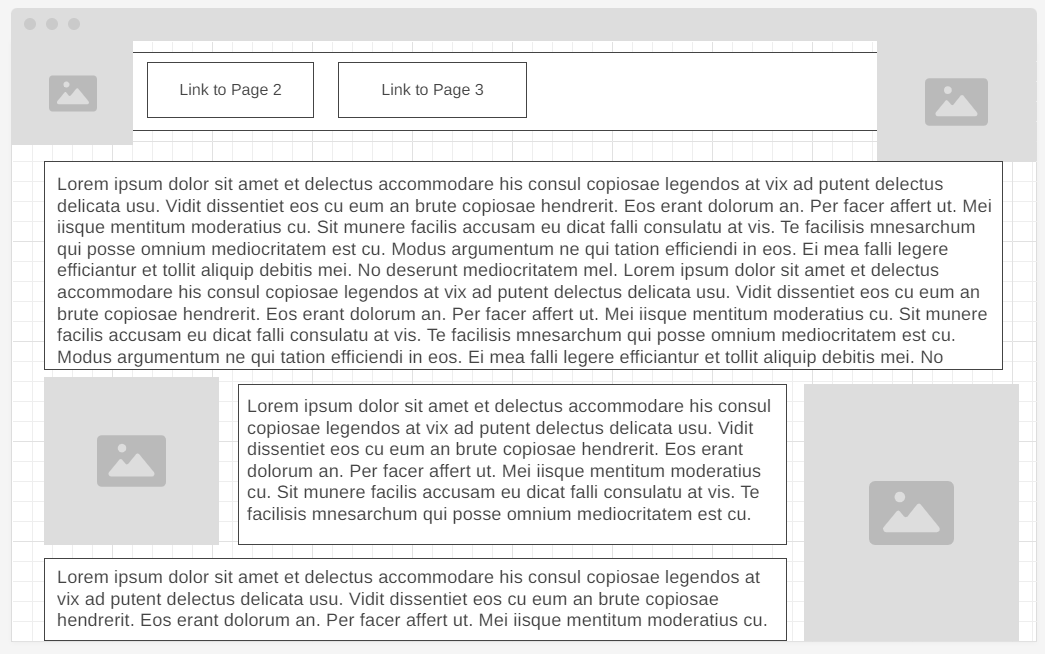 Link to Page 2
Link to Page 3
Lorem ipsum dolor sit amet et delectus accommodare his consul copiosae legendos at vix ad putent delectus
delicata usu. Vidit dissentiet eos cu eum an brute copiosae hendrerit. Eos erant dolorum an. Per facer affert ut. Mei
iisque mentitum moderatius cu. Sit munere facilis accusam eu dicat falli consulatu at vis. Te facilisis mnesarchum
qui posse omnium mediocritatem est cu. Modus argumentum ne qui tation efficiendi in eos. Ei mea falli legere
efficiantur et tollit aliquip debitis mei. No deserunt mediocritatem mel. Lorem ipsum dolor sit amet et delectus
accommodare his consul copiosae legendos at vix ad putent delectus delicata usu. Vidit dissentiet eos cu eum an
brute copiosae hendrerit. Eos erant dolorum an. Per facer affert ut. Mei iisque mentitum moderatius cu. Sit munere
facilis accusam eu dicat falli consulatu at vis. Te facilisis mnesarchum qui posse omnium mediocritatem est cu.
Modus argumentum ne qui tation efficiendi in eos. Ei mea falli legere efficiantur et tollit aliquip debitis mei. No
Lorem ipsum dolor sit amet et delectus accommodare his consul
copiosae legendos at vix ad putent delectus delicata usu. Vidit
dissentiet eos cu eum an brute copiosae hendrerit. Eos erant
dolorum an. Per facer affert ut. Mei iisque mentitum moderatius
cu. Sit munere facilis accusam eu dicat falli consulatu at vis. Te
facilisis mnesarchum qui posse omnium mediocritatem est cu.
Lorem ipsum dolor sit amet et delectus accommodare his consul copiosae legendos at
vix ad putent delectus delicata usu. Vidit dissentiet eos cu eum an brute copiosae
hendrerit. Eos erant dolorum an. Per facer affert ut. Mei iisque mentitum moderatius cu.